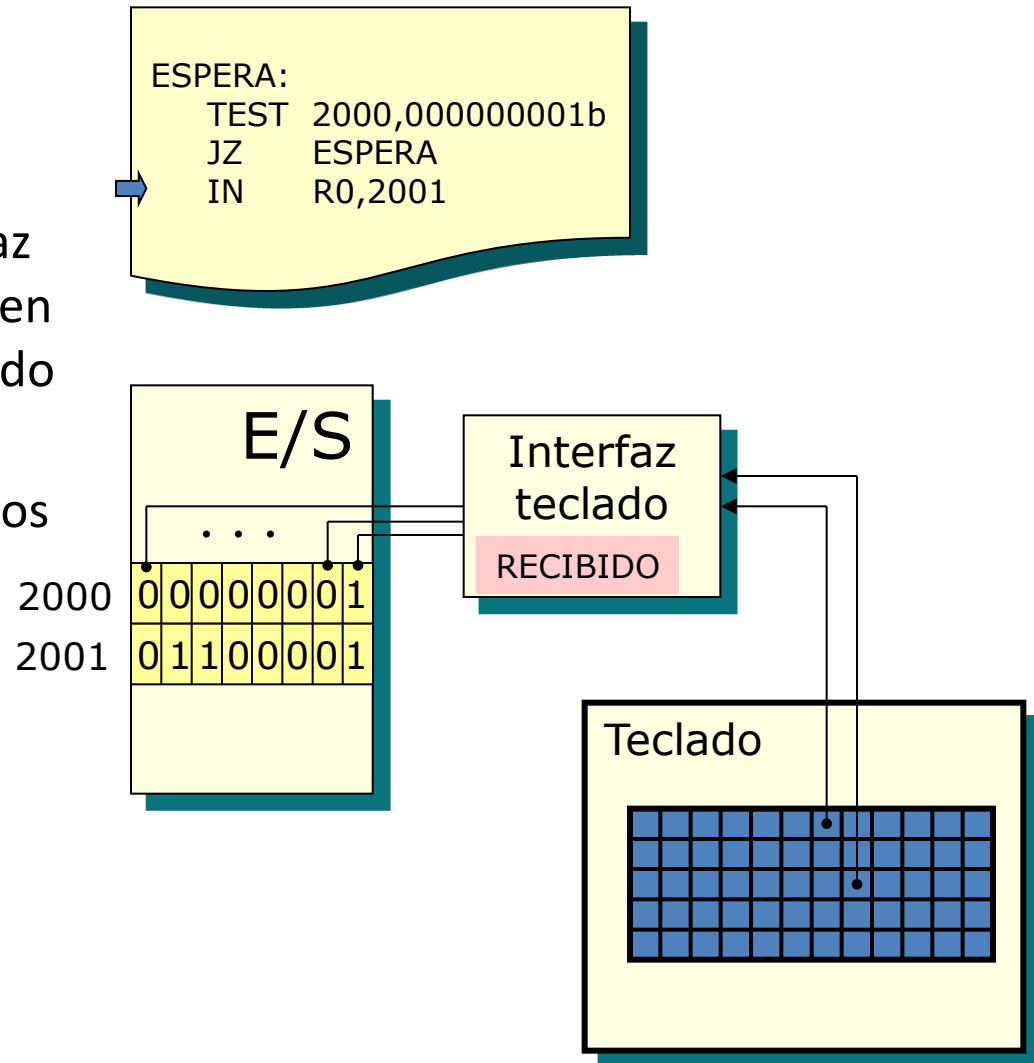 ESPERA:
TEST 2000,000000001b
JZ ESPERA
IN R0,2001
az
en
do
os
E/S
. . .
2000 0 0 0 0 0 0 0 1
2001 0 1 1 0 0 0 0 1
Interfaz
teclado
RECIBIDO
Teclado